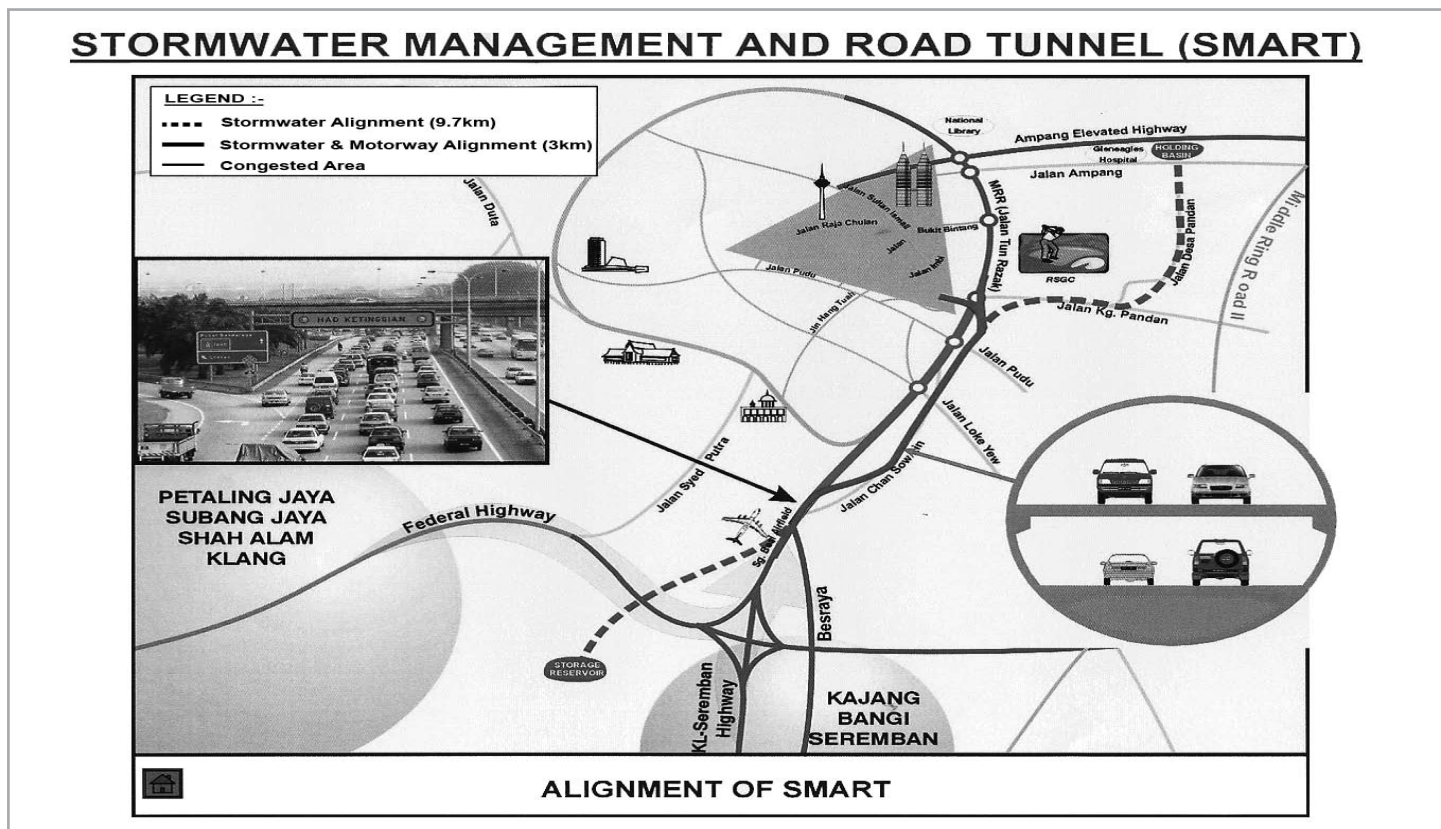 STORMWATER MANAGEMENT AND ROAD TUNNEL (SMART)
LEGEND :-
Stormwater Alignment (9.7km)
Stormwater & Motorway Alignment (3km)
Congested Area
National
Library
Ampang Elevated Highway
Gleneagles
Hospital
HOLDING
BASIN
Jalan Ampang
Jalan Duta
Jalan Sultan Ismail
MRR (Jalan Tun Razak)
Middle Ring Road II
Jalan Raja Chulan
Bukit Bintang
Jalan
Jalan Imbi
Jalan Desa Pandan
RSGC
Jalan Pudu
Jln Hang Tuah
Jalan Kg. Pandan
HAD KETINGGIAN
Jalan Pudu
Jalan Loke Yew
Jalan Syed Putra
Jalan Chan Sow Lin
PETALING JAYA
SUBANG JAYA
SHAH ALAM
KLANG
Federal Highway
Sg. Besi Airfield
Besraya
STORAGE
RESERVOIR
KL-Seremban
Highway
KAJANG
BANGI
SEREMBAN
ALIGNMENT OF SMART